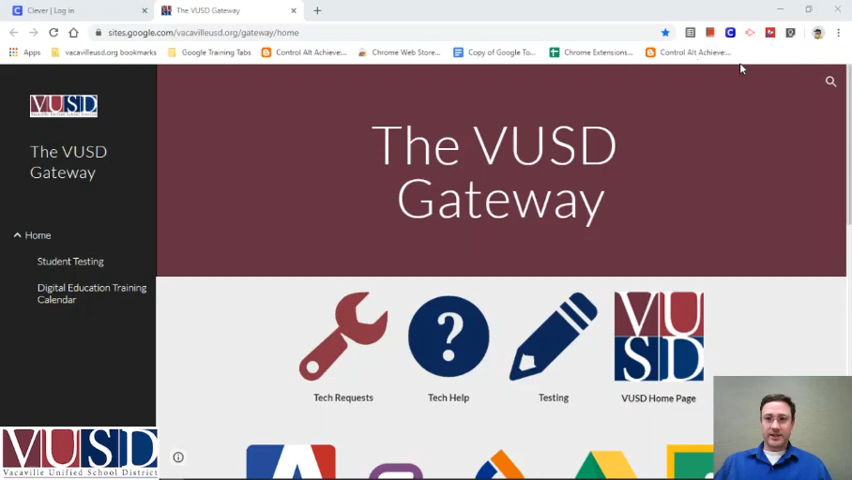 Clever | Log in
The VUSD Gateway
sites.google.com/vacavilleusd.org/gateway/home
Apps
vacavilleusd.org bookmarks
Google Training Tabs
Control Alt Achieve...
Chrome Web Store...
Copy of Google To...
Chrome Extensions...
Control Alt Achieve:...
VUSD
The VUSD
Gateway
Home
Student Testing
Digital Education Training
Calendar
The VUSD
Gateway
VU
SD
Tech Requests
Tech Help
Testing
VUSD Home Page
VUSD
Vacaville Unified School District